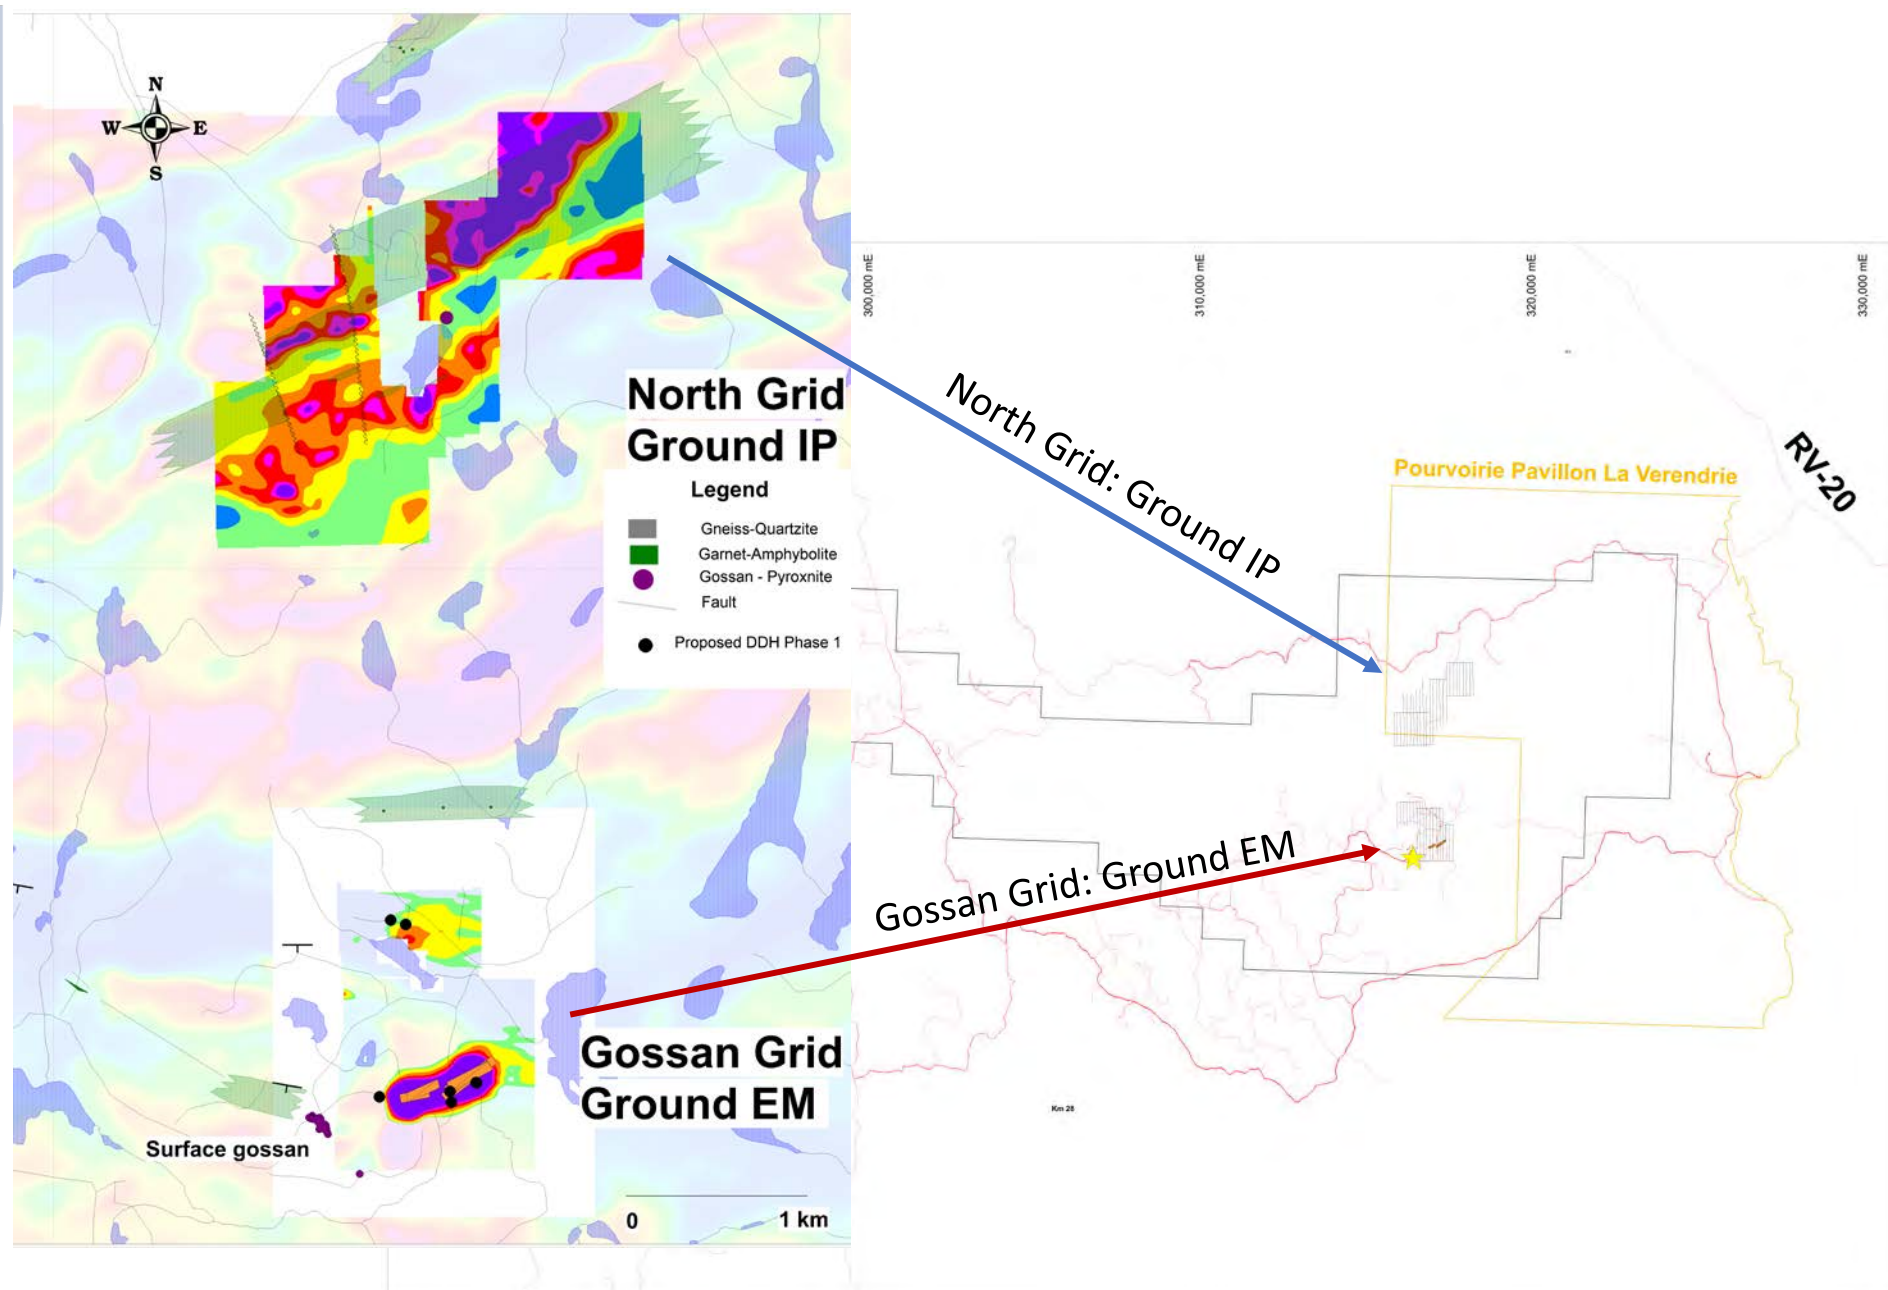 N
W E
S
North Grid
Ground IP
Legend
Gneiss-Quartzite
Garnet-Amphybolite
Gossan - Pyroxnite
Fault
Proposed DDH Phase 1
Gossan Grid
Ground EM
Surface gossan
0 1 km
300,000 mE
310,000 mE
320,000 mE
330,000 mE
North Grid: Ground IP
Pourvoirie Pavillon La Verendrie
RV-20
Gossan Grid: Ground EM
Km 28